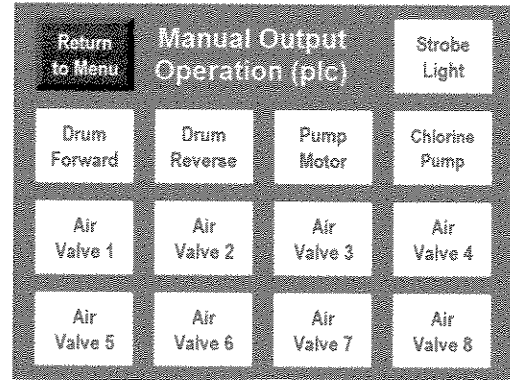 Return
to Menu
Manual Output
Operation (plc)
Strobe
Light
Drum
Forward
Drum
Reverse
Pump
Motor
Chlorine
Pump
Air
Valve 1
Air
Valve 2
Air
Valve 3
Air
Valve 4
Air
Valve 5
Air
Valve 6
Air
Valve 7
Air
Valve 8